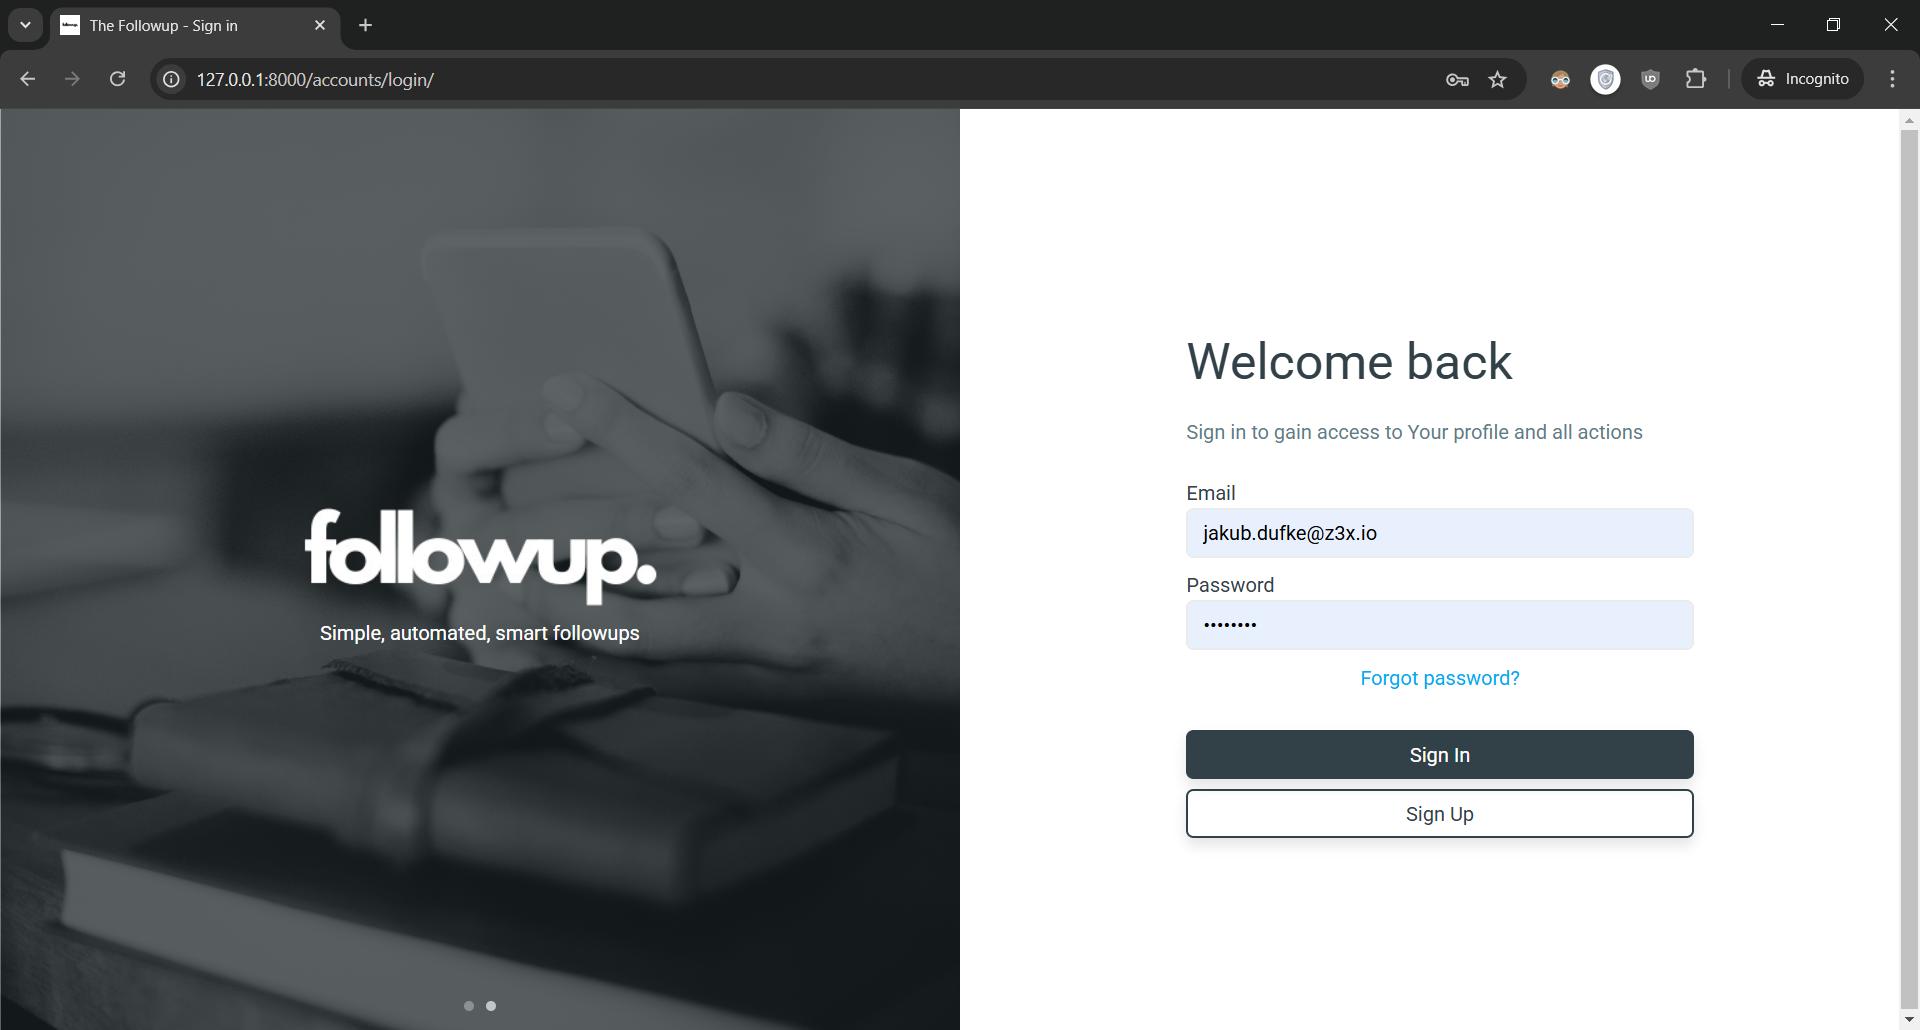 The Followup - Sign in
127.0.0.1:8000/accounts/login/
Incognito
followup.
Simple, automated, smart followups
Welcome back
Sign in to gain access to Your profile and all actions
Email
jakub.dufke@z3x.io
Password
••••••••
Forgot password?
Sign In
Sign Up